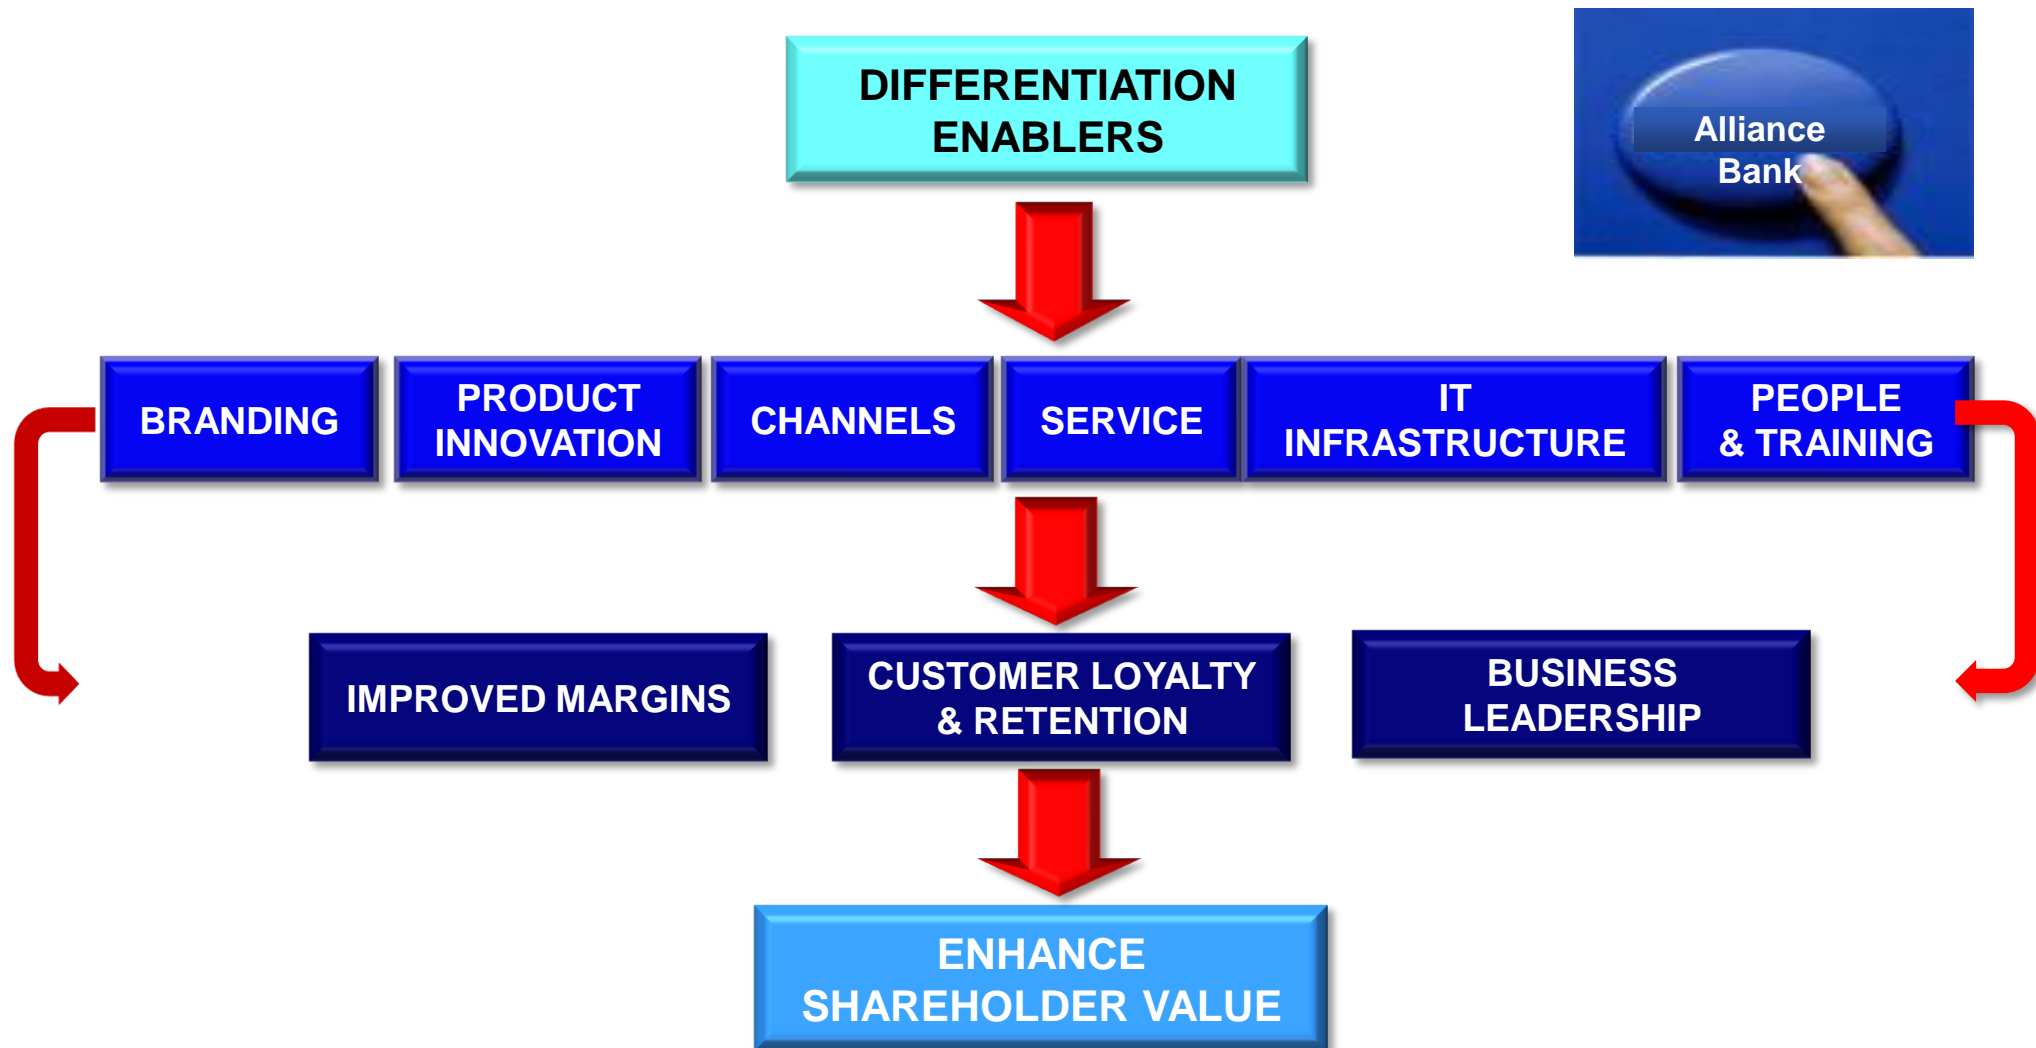 DIFFERENTIATION
ENABLERS
Alliance
Bank
BRANDING
PRODUCT
INNOVATION
CHANNELS
SERVICE
IT
INFRASTRUCTURE
PEOPLE
& TRAINING
IMPROVED MARGINS
CUSTOMER LOYALTY
& RETENTION
BUSINESS
LEADERSHIP
ENHANCE
SHAREHOLDER VALUE